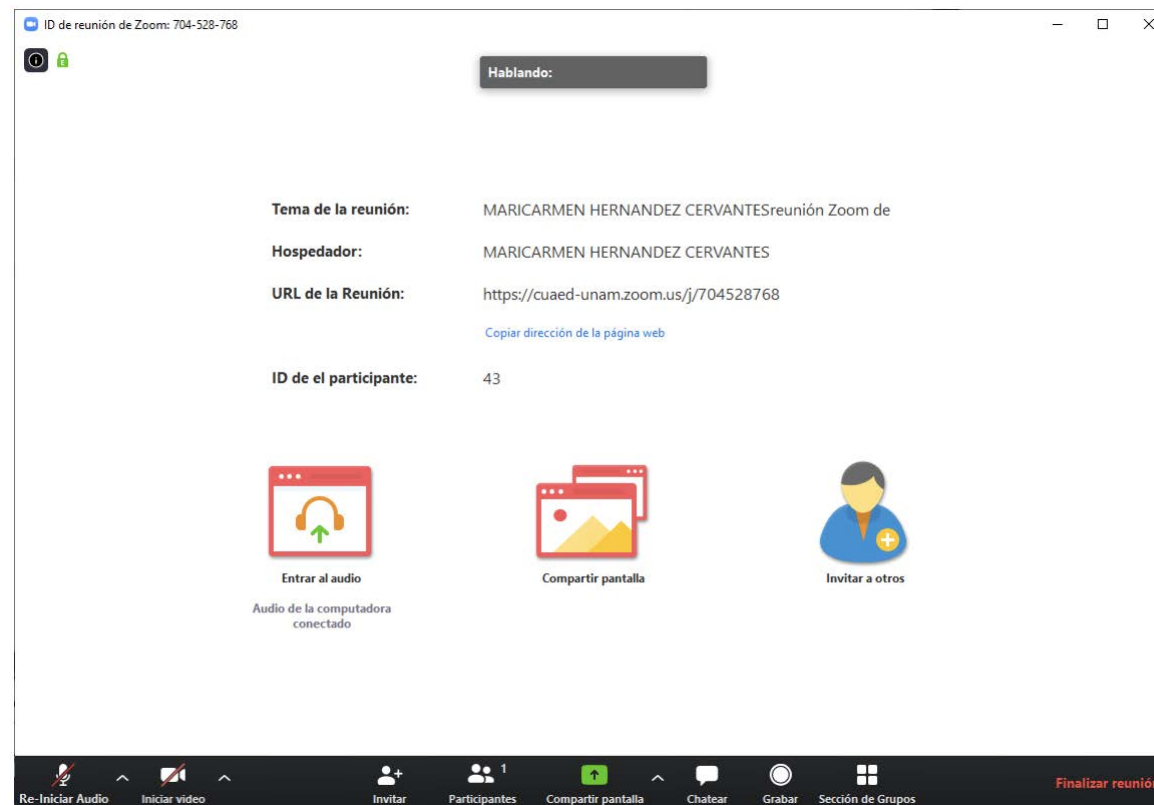 ID de reunión de Zoom: 704-528-768
Hablando:
Tema de la reunión: MARICARMEN HERNANDEZ CERVANTESreunión Zoom de
Hospedador: MARICARMEN HERNANDEZ CERVANTES
URL de la Reunión: https://cuaed-unam.zoom.us/j/704528768
Copiar dirección de la página web
ID de el participante: 43
Entrar al audio
Compartir pantalla
Invitar a otros
Audio de la computadora
conectado
1
Re-Iniciar Audio Iniciar video Invitar Participantes Compartir pantalla Chatear Grabar Sección de Grupos Finalizar reunión